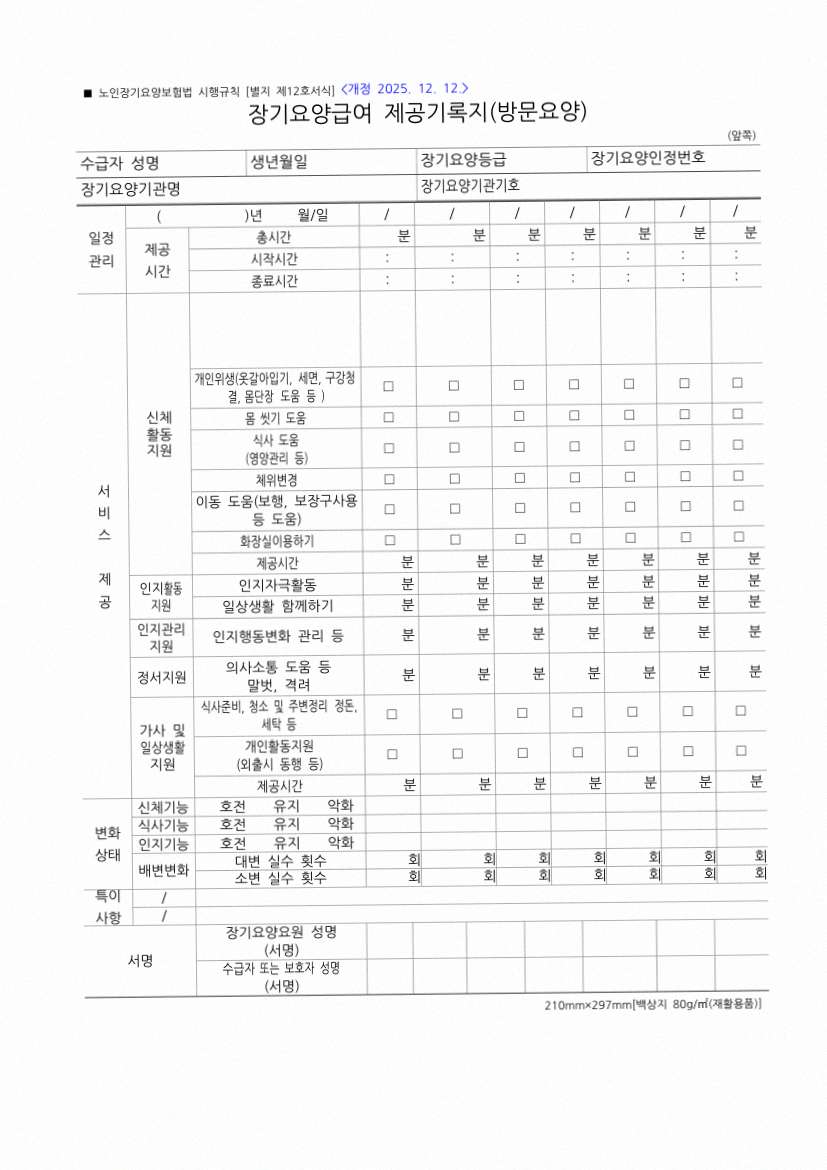 ■ 노인장기요양보험법 시행규칙 [별지 제12호서식] <개정 2025. 12. 12.>
장기요양급여 제공기록지(방문요양)
(앞쪽)
수급자 성명 생년월일 장기요양등급 장기요양인정번호
장기요양기관명 장기요양기관기호
일정
관리
( )년 월/일 / / / / / / /
제공
시간
총시간 분 분 분 분 분 분 분
시작시간 : : : : : : :
종료시간 : : : : : : :
서
비
스
제
공
신체
활동
지원
개인위생(옷갈아입기, 세면, 구강청
결, 몸단장 도움 등 ) □ □ □ □ □ □ □
몸 씻기 도움 □ □ □ □ □ □ □
식사 도움
(영양관리 등) □ □ □ □ □ □ □
체위변경 □ □ □ □ □ □ □
이동 도움(보행, 보장구사용
등 도움) □ □ □ □ □ □ □
화장실이용하기 □ □ □ □ □ □ □
제공시간 분 분 분 분 분 분 분
인지활동
지원
인지자극활동 분 분 분 분 분 분 분
일상생활 함께하기 분 분 분 분 분 분 분
인지관리
지원
인지행동변화 관리 등 분 분 분 분 분 분 분
정서지원
의사소통 도움 등
말벗, 격려 분 분 분 분 분 분 분
가사 및
일상생활
지원
식사준비, 청소 및 주변정리 정돈,
세탁 등 □ □ □ □ □ □ □
개인활동지원
(외출시 동행 등) □ □ □ □ □ □ □
제공시간 분 분 분 분 분 분 분
변화
상태
신체기능 호전 유지 악화
식사기능 호전 유지 악화
인지기능 호전 유지 악화
배변변화
대변 실수 횟수 회 회 회 회 회 회 회
소변 실수 횟수 회 회 회 회 회 회 회
특이
사항
/
/
서명
장기요양요원 성명
(서명)
수급자 또는 보호자 성명
(서명)
210mm×297mm[백상지 80g/㎡(재활용품)]